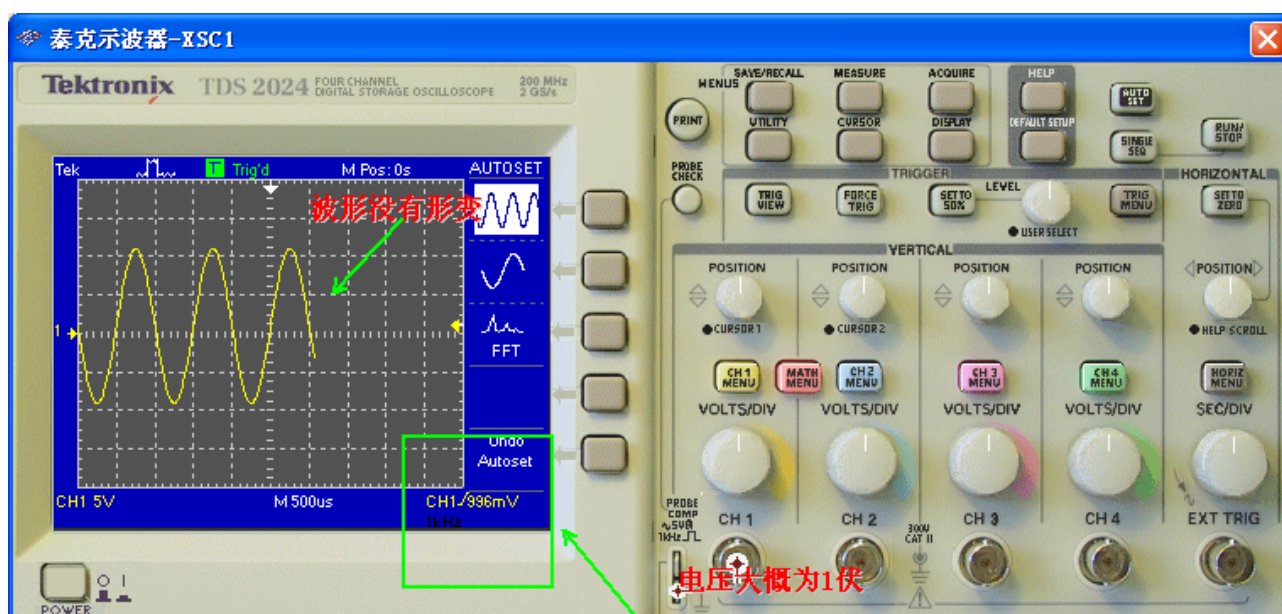 泰克示波器-XSC1
Tektronix TDS 2024 FOUR CHANNEL DIGITAL STORAGE OSCILLOSCOPE 200 MHz 2 GS/s
Tek T Trig'd M Pos: 0s AUTOSET
波形没有形变
1
FFT
Undo
Autoset
CH1 5V M 500us CH1 996mV
1kHz
POWER
O I
MENUS
SAVE/RECALL MEASURE ACQUIRE HELP
AUTO SET
PRINT
UTILITY CURSOR DISPLAY DEFAULT SETUP
SINGLE SEQ
RUN/STOP
PROBE CHECK
TRIGGER
HORIZONTAL
TRIG VIEW FORCE TRIG SET TO 50% LEVEL TRIG MENU SET TO ZERO
USER SELECT
VERTICAL
POSITION POSITION POSITION POSITION POSITION
CURSOR 1 CURSOR 2 HELP SCROLL
CH 1 MENU MATH MENU CH 2 MENU CH 3 MENU CH 4 MENU HORIZ MENU
VOLTS/DIV VOLTS/DIV VOLTS/DIV VOLTS/DIV SEC/DIV
PROBE COMP
~5V@
1kHz
CH 1 CH 2 300V CAT II CH 3 CH 4 EXT TRIG
电压大概为1伏